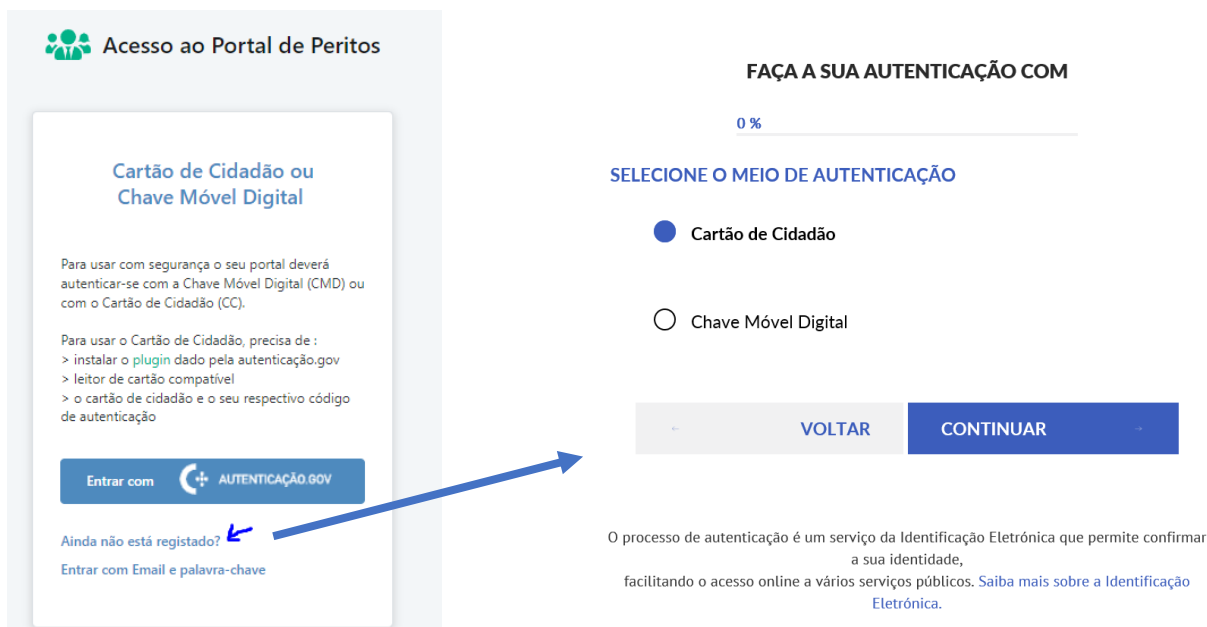 Acesso ao Portal de Peritos
Cartão de Cidadão ou
Chave Móvel Digital
Para usar com segurança o seu portal deverá
autenticar-se com a Chave Móvel Digital (CMD) ou
com o Cartão de Cidadão (CC).
Para usar o Cartão de Cidadão, precisa de :
> instalar o plugin dado pela autenticação.gov
> leitor de cartão compatível
> o cartão de cidadão e o seu respectivo código
de autenticação
Entrar com AUTENTICAÇÃO.GOV
Ainda não está registado?
Entrar com Email e palavra-chave
FAÇA A SUA AUTENTICAÇÃO COM
0 %
SELECIONE O MEIO DE AUTENTICAÇÃO
Cartão de Cidadão
Chave Móvel Digital
← VOLTAR CONTINUAR →
O processo de autenticação é um serviço da Identificação Eletrónica que permite confirmar
a sua identidade,
facilitando o acesso online a vários serviços públicos. Saiba mais sobre a Identificação
Eletrónica.